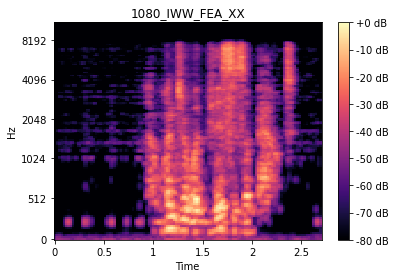 1080_IWW_FEA_XX
+0 dB
8192
-10 dB
4096
-20 dB
-30 dB
2048
Hz
-40 dB
1024
-50 dB
512
-60 dB
-70 dB
0
-80 dB
0 0.5 1 1.5 2 2.5
Time